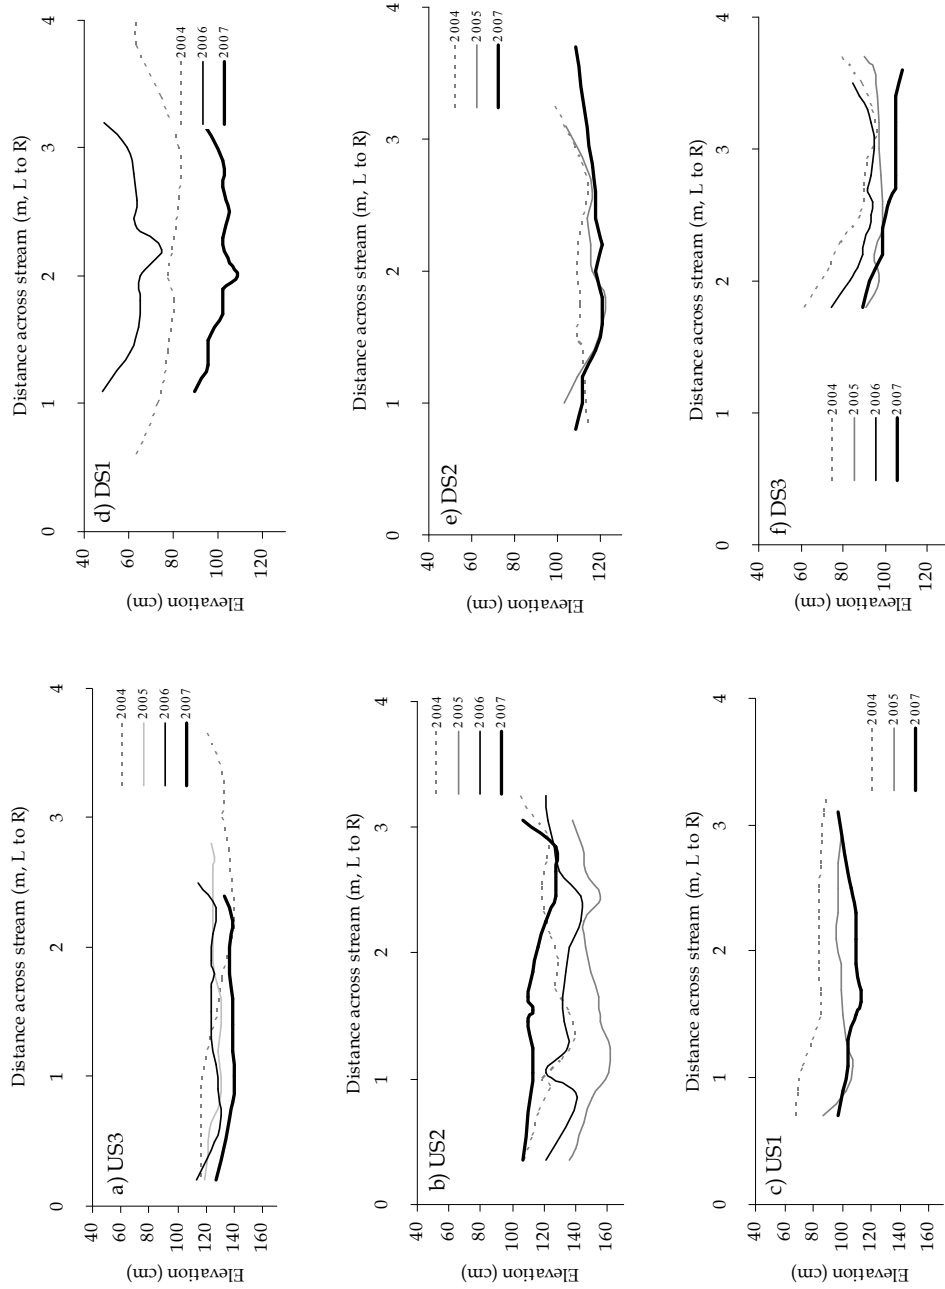 Distance across stream (m, L to R)
0 1 2 3 4
a) US3
Elevation (cm)
40
60
80
100
120
140
160
2004
2005
2006
2007
Distance across stream (m, L to R)
0 1 2 3 4
b) US2
Elevation (cm)
40
60
80
100
120
140
160
2004
2005
2006
2007
Distance across stream (m, L to R)
0 1 2 3 4
c) US1
Elevation (cm)
40
60
80
100
120
140
160
2004
2005
2007
Distance across stream (m, L to R)
0 1 2 3 4
d) DS1
Elevation (cm)
40
60
80
100
120
2004
2006
2007
Distance across stream (m, L to R)
0 1 2 3 4
e) DS2
Elevation (cm)
40
60
80
100
120
2004
2005
2007
Distance across stream (m, L to R)
0 1 2 3 4
f) DS3
Elevation (cm)
40
60
80
100
120
2004
2005
2006
2007